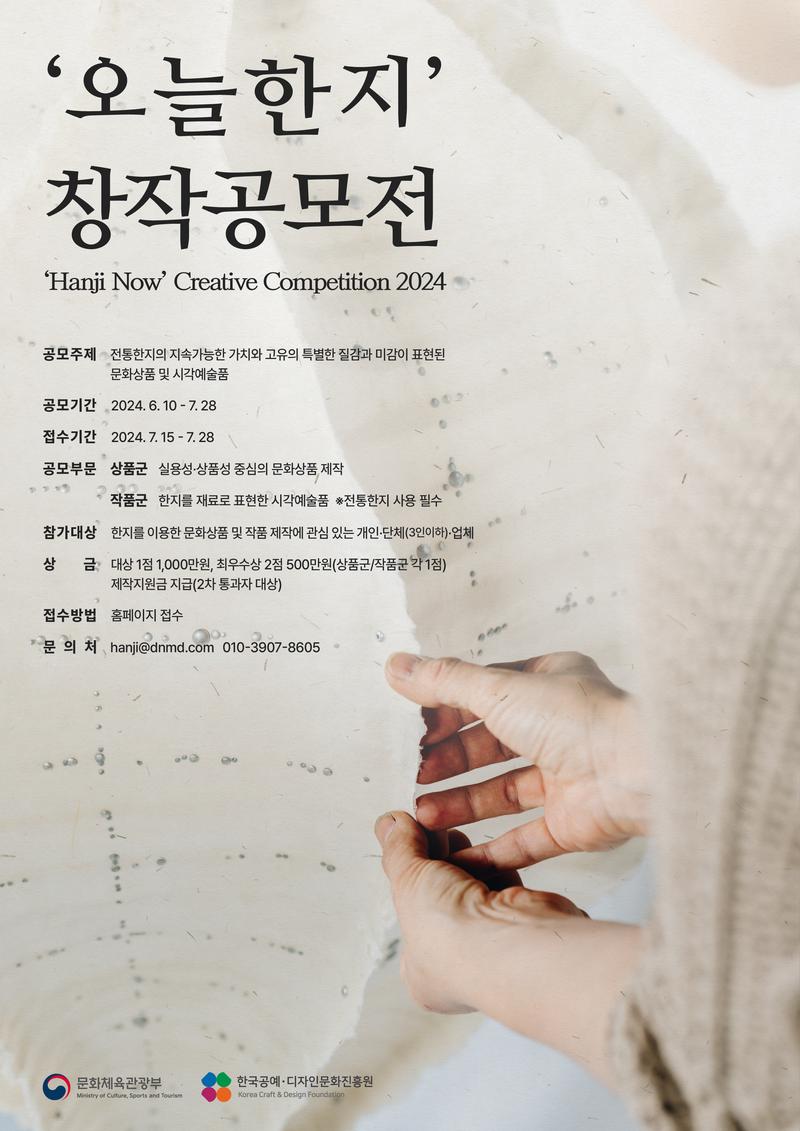 ‘오늘한지’
창작공모전
‘Hanji Now’ Creative Competition 2024
공모주제 전통한지의 지속가능한 가치와 고유의 특별한 질감과 미감이 표현된
문화상품 및 시각예술품
공모기간 2024. 6. 10 - 7. 28
접수기간 2024. 7. 15 - 7. 28
공모부문 상품군 실용성·상품성 중심의 문화상품 제작
작품군 한지를 재료로 표현한 시각예술품 ※전통한지 사용 필수
참가대상 한지를 이용한 문화상품 및 작품 제작에 관심 있는 개인·단체(3인이하)·업체
상 금 대상 1점 1,000만원, 최우수상 2점 500만원(상품군/작품군 각 1점)
제작지원금 지급(2차 통과자 대상)
접수방법 홈페이지 접수
문 의 처 hanji@dnmd.com 010-3907-8605
문화체육관광부 한국공예·디자인문화진흥원
Ministry of Culture, Sports and Tourism Korea Craft & Design Foundation